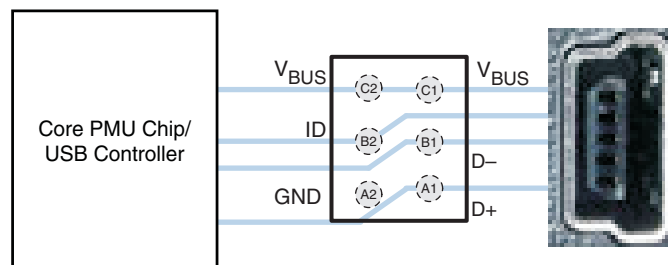 Core PMU Chip/
USB Controller
VBUS
ID
GND
C2
C1
B2
B1
A2
A1
VBUS
D–
D+